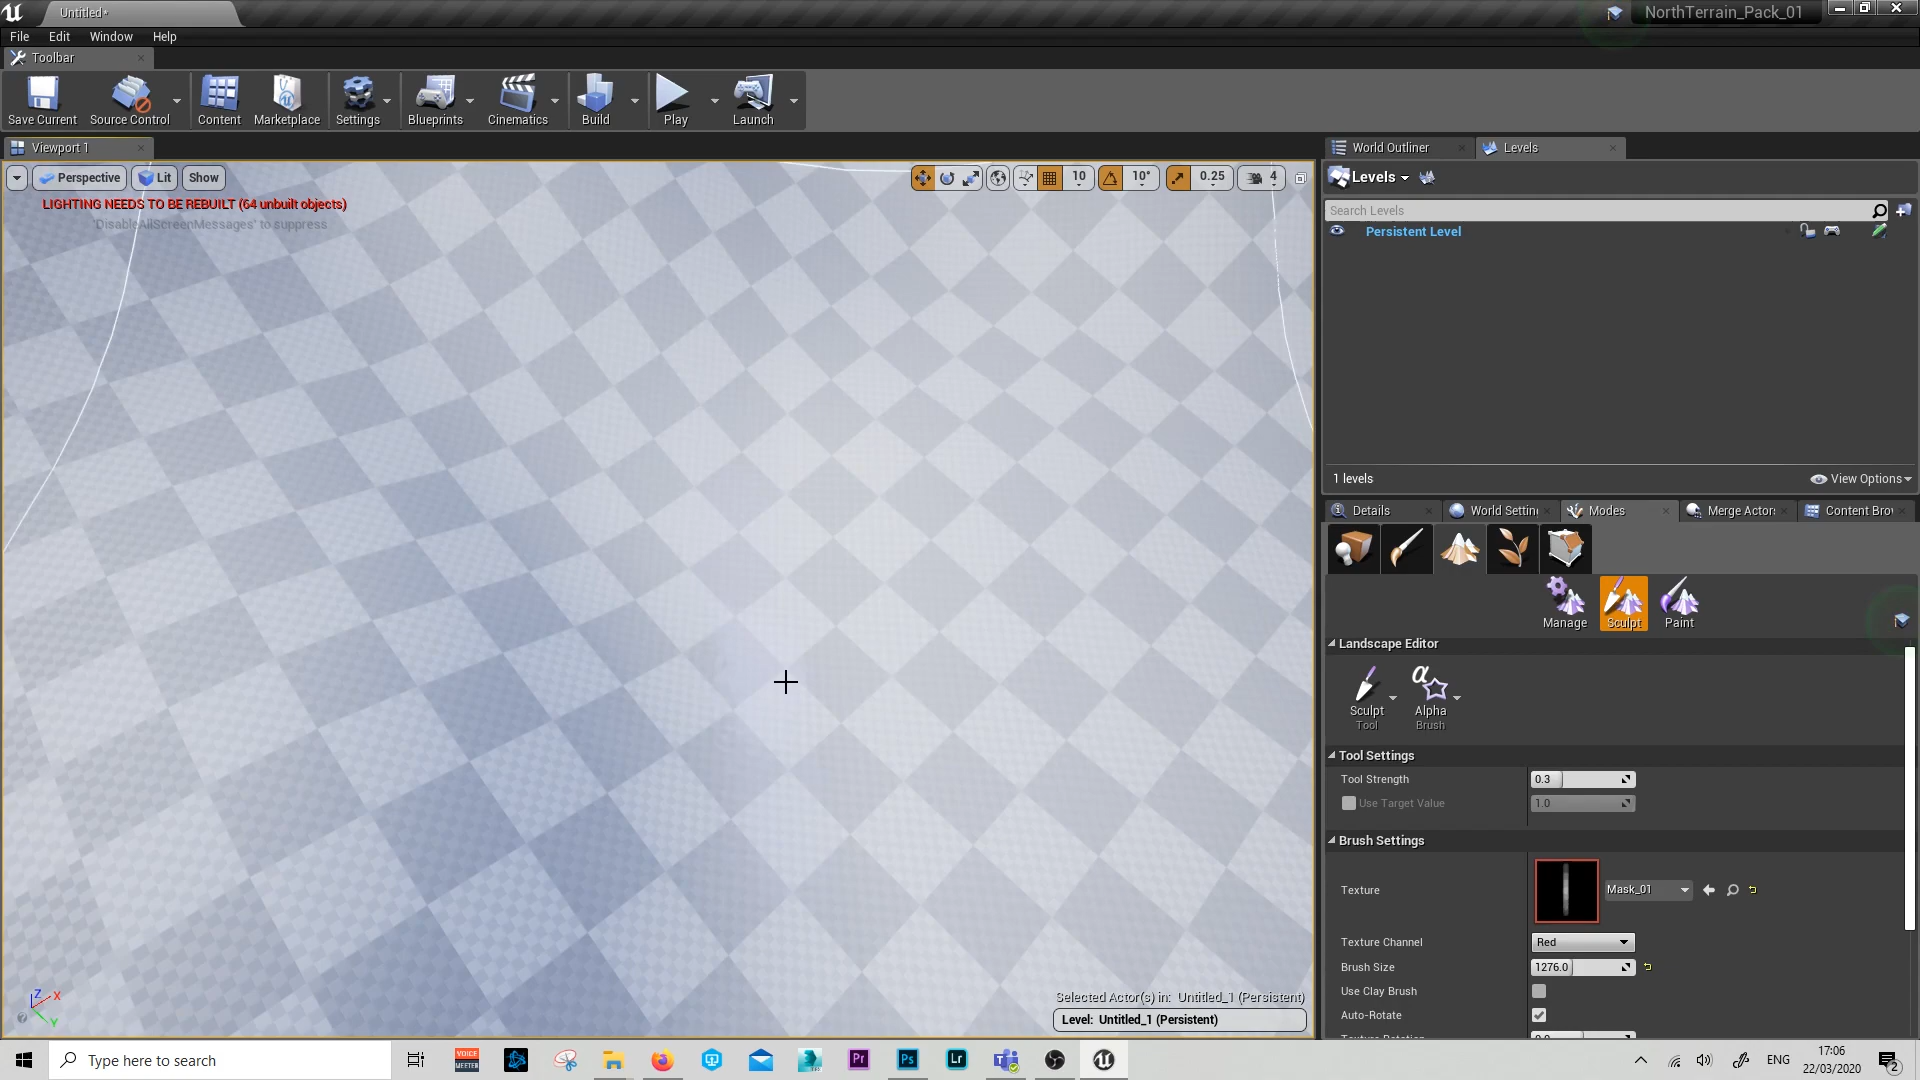 Untitled*
NorthTerrain_Pack_01
File Edit Window Help
Toolbar
Save Current Source Control Content Marketplace Settings Blueprints Cinematics Build Play Launch
Viewport 1
World Outliner
Levels
Perspective Lit Show
10 10° 0.25 4
Levels
LIGHTING NEEDS TO BE REBUILT (64 unbuilt objects)
'DisableAllScreenMessages' to suppress
Search Levels
Persistent Level
1 levels
View Options
Details World Settin Modes Merge Actor Content Bro
Manage Sculpt Paint
Landscape Editor
α
Sculpt Alpha
Tool Brush
Tool Settings
Tool Strength 0.3
Use Target Value 1.0
Brush Settings
Texture Mask_01
Texture Channel Red
Brush Size 1276.0
Use Clay Brush
Auto-Rotate
Z X
Y
Selected Actor(s) in: Untitled_1 (Persistent)
Level: Untitled_1 (Persistent)
Type here to search
VOICE
MEETER
Pr Ps Lr
ENG
17:06
22/03/2020
2